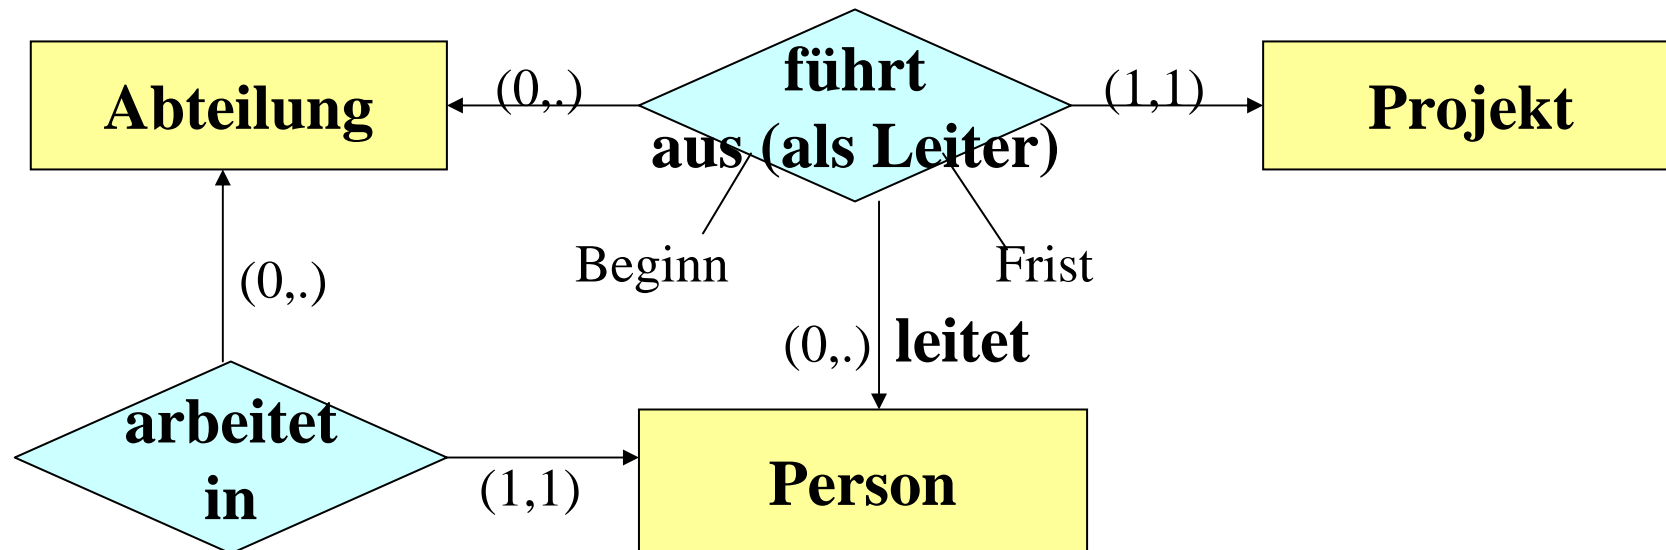 führt
aus (als Leiter)
Abteilung
(0,.)
(1,1)
Projekt
Beginn
Frist
(0,.)
(0,.)
leitet
arbeitet
in
(1,1)
Person